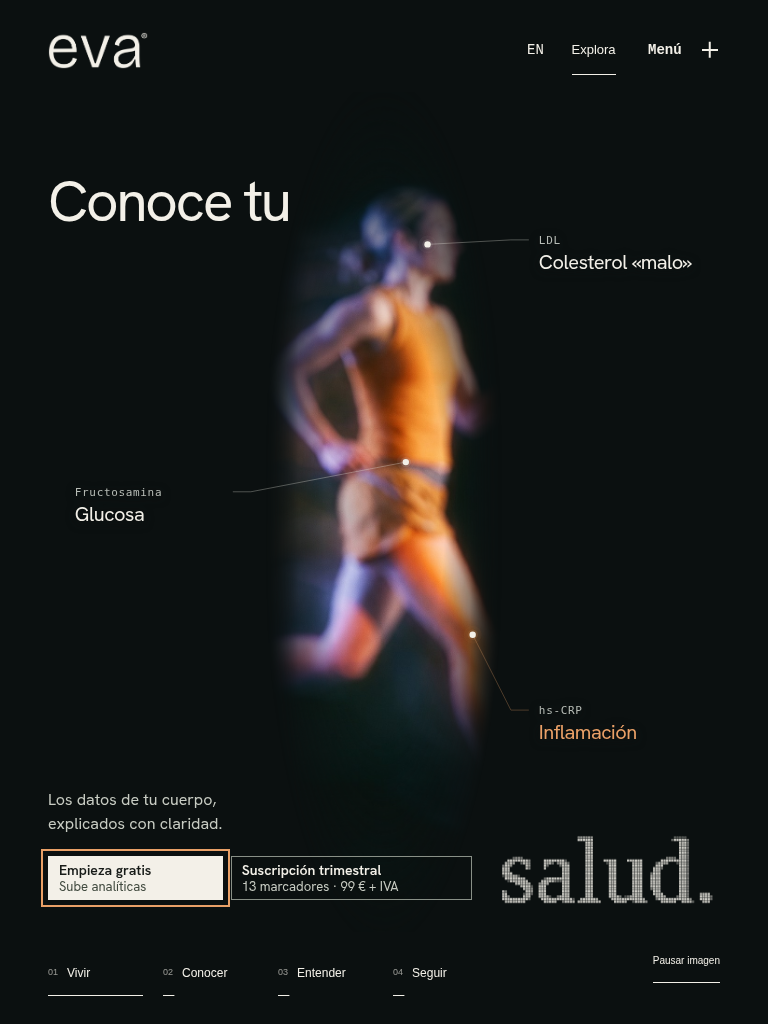 eva®
EN Explora Menú
Conoce tu
LDL
Colesterol «malo»
Fructosamina
Glucosa
hs-CRP
Inflamación
Los datos de tu cuerpo,
explicados con claridad.
Empieza gratis
Sube analíticas
Suscripción trimestral
13 marcadores · 99 € + IVA
salud.
01 Vivir
02 Conocer
03 Entender
04 Seguir
Pausar imagen